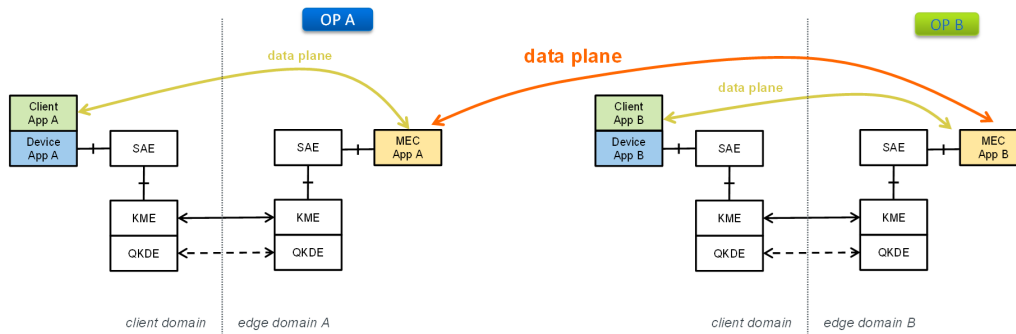 OP A
OP B
data plane
data plane
data plane
Client
App A
Device
App A
SAE
SAE
MEC
App A
KME
KME
QKDE
QKDE
Client
App B
Device
App B
SAE
SAE
MEC
App B
KME
KME
QKDE
QKDE
client domain
edge domain A
client domain
edge domain B